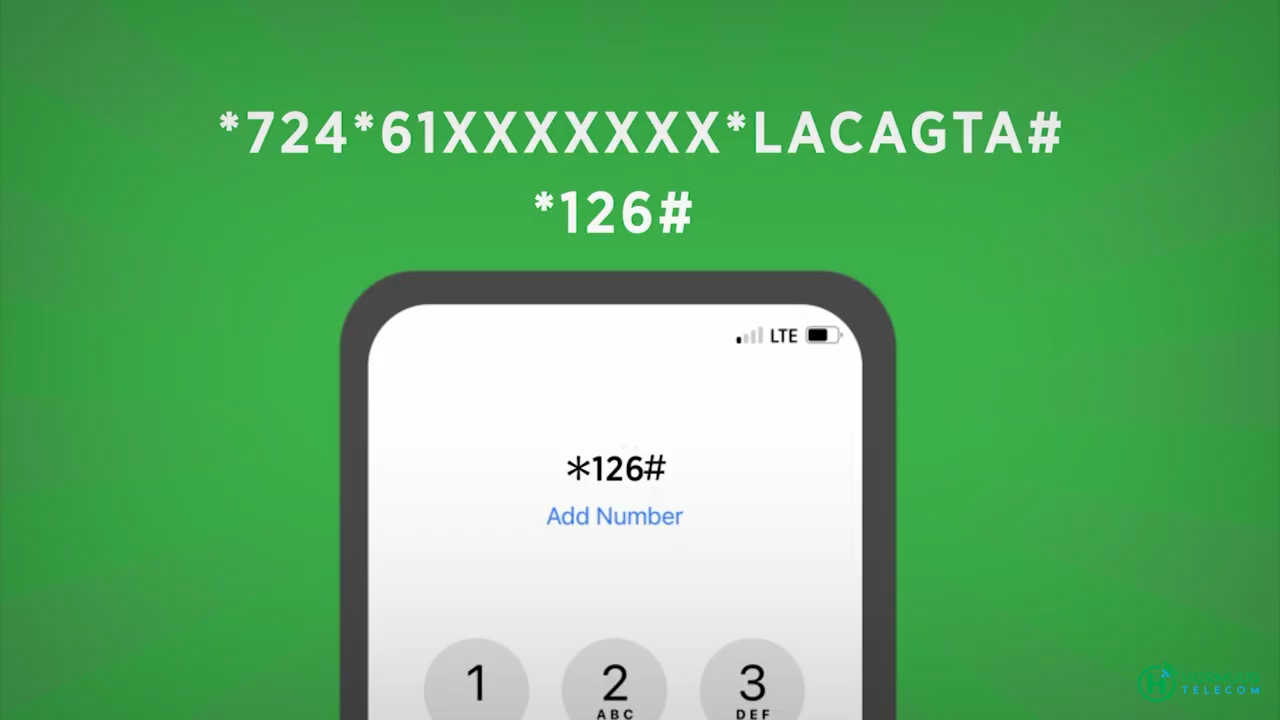 *724*61XXXXXXX*LACAGTA#
*126#
LTE
*126#
Add Number
1
2
3
ABC
DEF
TELECOM